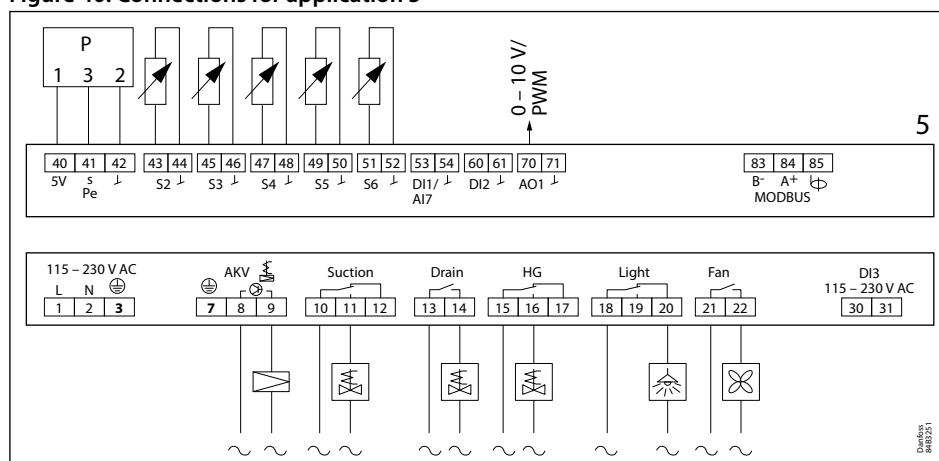 Figure 40: Connections for application 5
P
1 3 2
0 – 10 V/
PWM
5
40 41 42 43 44 45 46 47 48 49 50 51 52 53 54 60 61 70 71 83 84 85
5V s S2 S3 S4 S5 S6 DI1/ DI2 AO1 B- A+
Pe AI7 MODBUS
115 – 230 V AC AKV Suction Drain HG Light Fan DI3
L N 115 – 230 V AC
1 2 3 7 8 9 10 11 12 13 14 15 16 17 18 19 20 21 22 30 31
Danfoss
84B3251